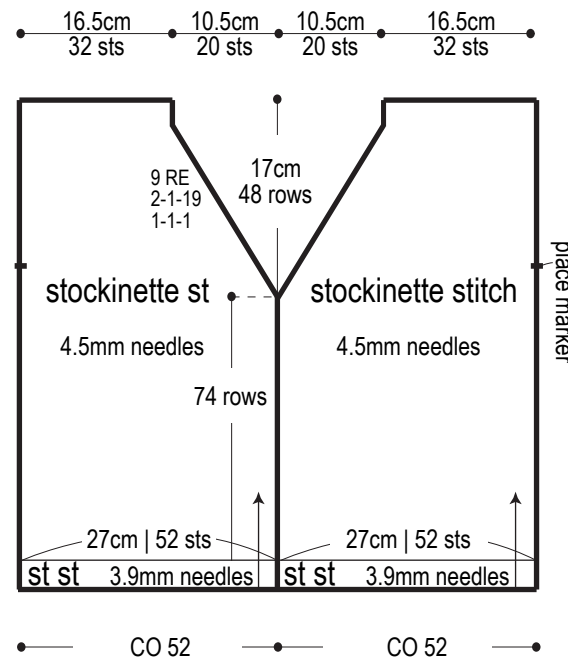 16.5cm 10.5cm 10.5cm 16.5cm
32 sts 20 sts 20 sts 32 sts
9 RE
2-1-19
1-1-1
17cm
48 rows
place marker
stockinette st
stockinette stitch
4.5mm needles
4.5mm needles
74 rows
27cm | 52 sts
27cm | 52 sts
st st 3.9mm needles
st st 3.9mm needles
CO 52
CO 52